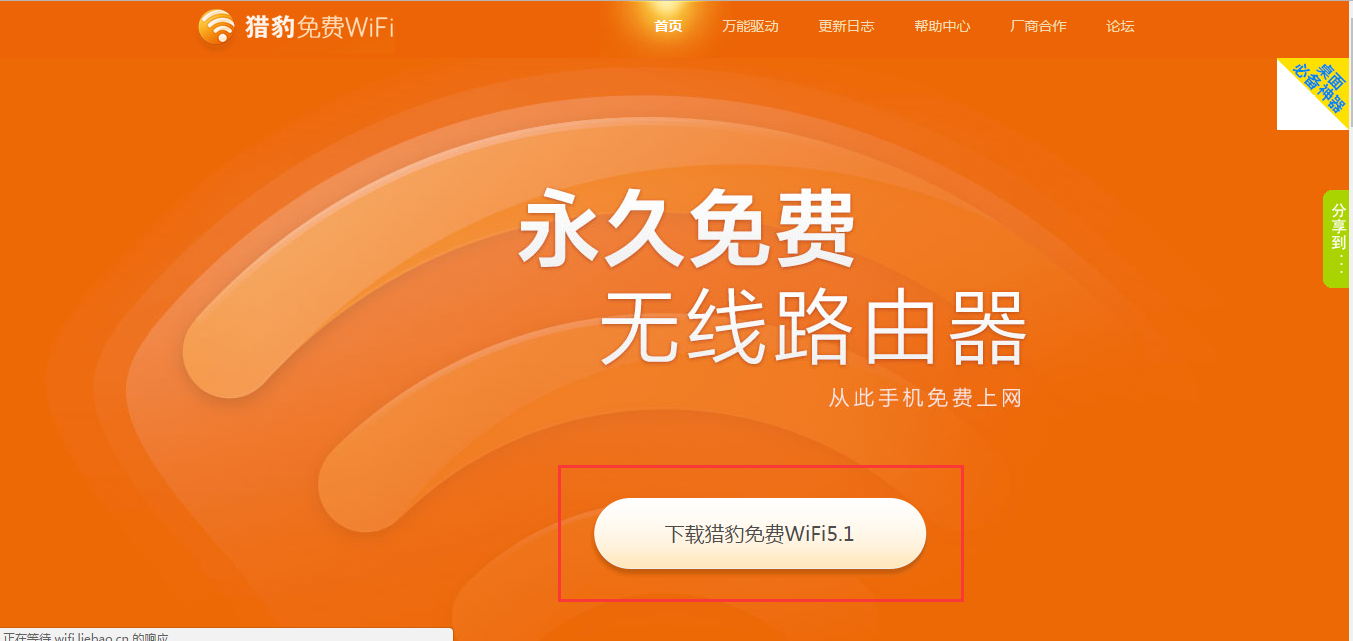 猎豹免费WiFi
首页 万能驱动 更新日志 帮助中心 厂商合作 论坛
桌面
必备神器
分享到...
永久免费
无线路由器
从此手机免费上网
下载猎豹免费WiFi5.1
正在等待 wifi.liebao.cn 的响应